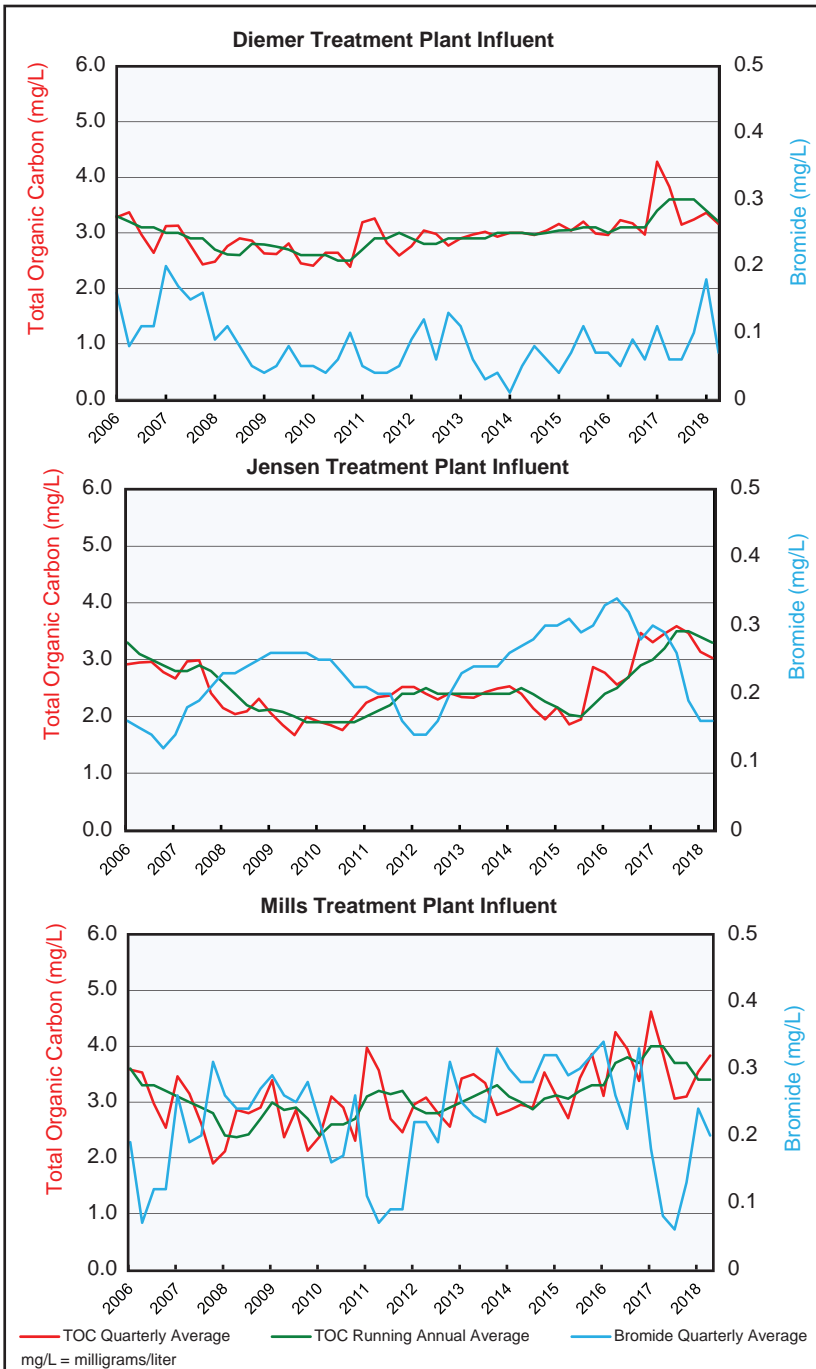 Diemer Treatment Plant Influent
Total Organic Carbon (mg/L)
6.0
5.0
4.0
3.0
2.0
1.0
0.0
0.5
0.4
0.3
0.2
0.1
0
Bromide (mg/L)
2006 2007 2008 2009 2010 2011 2012 2013 2014 2015 2016 2017 2018
Jensen Treatment Plant Influent
Total Organic Carbon (mg/L)
6.0
5.0
4.0
3.0
2.0
1.0
0.0
0.5
0.4
0.3
0.2
0.1
0
Bromide (mg/L)
2006 2007 2008 2009 2010 2011 2012 2013 2014 2015 2016 2017 2018
Mills Treatment Plant Influent
Total Organic Carbon (mg/L)
6.0
5.0
4.0
3.0
2.0
1.0
0.0
0.5
0.4
0.3
0.2
0.1
0
Bromide (mg/L)
2006 2007 2008 2009 2010 2011 2012 2013 2014 2015 2016 2017 2018
TOC Quarterly Average TOC Running Annual Average Bromide Quarterly Average
mg/L = milligrams/liter